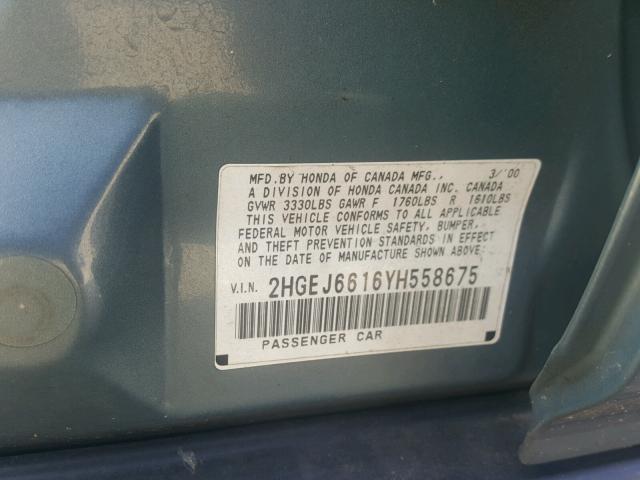 MFD.BY HONDA OF CANADA MFG., 3/'00
A DIVISION OF HONDA CANADA INC. CANADA
GVWR 3330LBS GAWR F 1760LBS R 1610LBS
THIS VEHICLE CONFORMS TO ALL APPLICABLE
FEDERAL MOTOR VEHICLE SAFETY, BUMPER,
AND THEFT PREVENTION STANDARDS IN EFFECT
ON THE DATE OF MANUFACTURE SHOWN ABOVE.
V.I.N. 2HGEJ6616YH558675
PASSENGER CAR